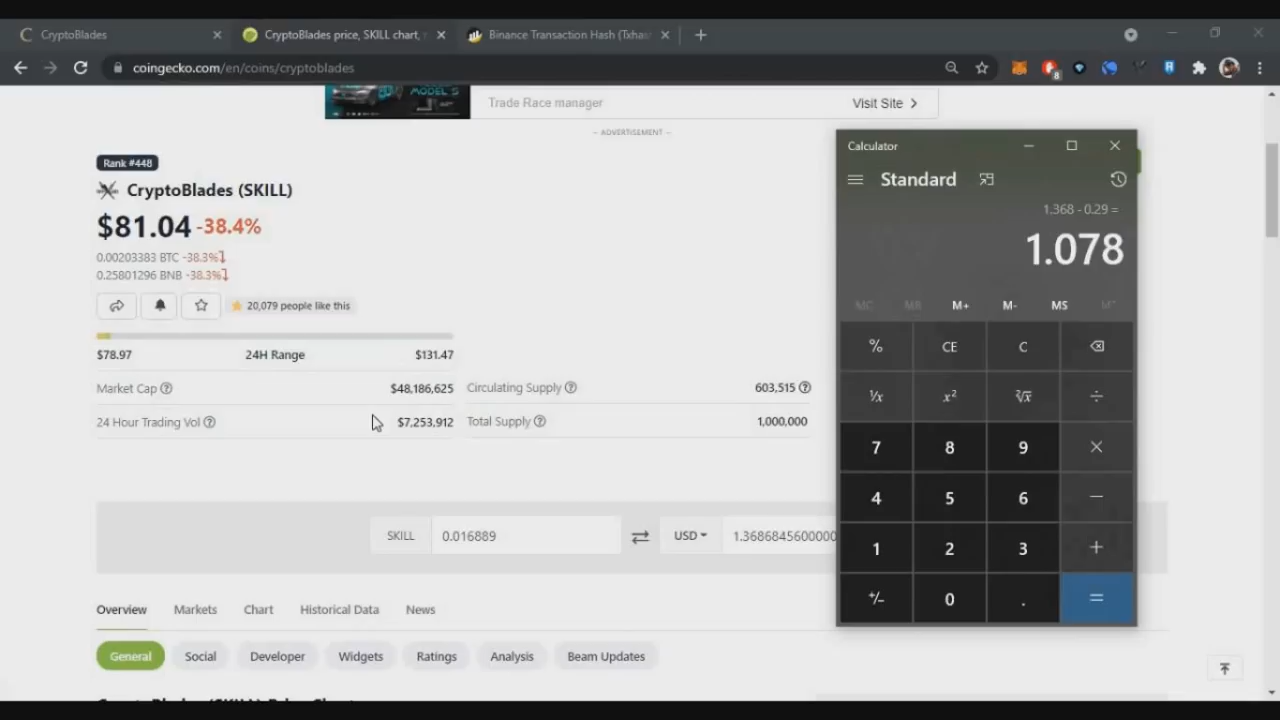 CryptoBlades
CryptoBlades price, SKILL chart,
Binance Transaction Hash (Txhas
coingecko.com/en/coins/cryptoblades
8
MODEL S
Trade Race manager
Visit Site
– ADVERTISEMENT –
Rank #448
CryptoBlades (SKILL)
$81.04 -38.4%
0.00203383 BTC -38.3%
0.25801296 BNB -38.3%
20,079 people like this
$78.97 24H Range $131.47
Market Cap $48,186,625 Circulating Supply 603,515
24 Hour Trading Vol $7,253,912 Total Supply 1,000,000
SKILL 0.016889 USD 1.3686845600000
Overview Markets Chart Historical Data News
General Social Developer Widgets Ratings Analysis Beam Updates
Calculator
Standard
1.368 - 0.29 =
1.078
MC MR M+ M- MS M˅
% CE C
¹/x x² ²√x ÷
7 8 9 ×
4 5 6 −
1 2 3 +
+/- 0 . =